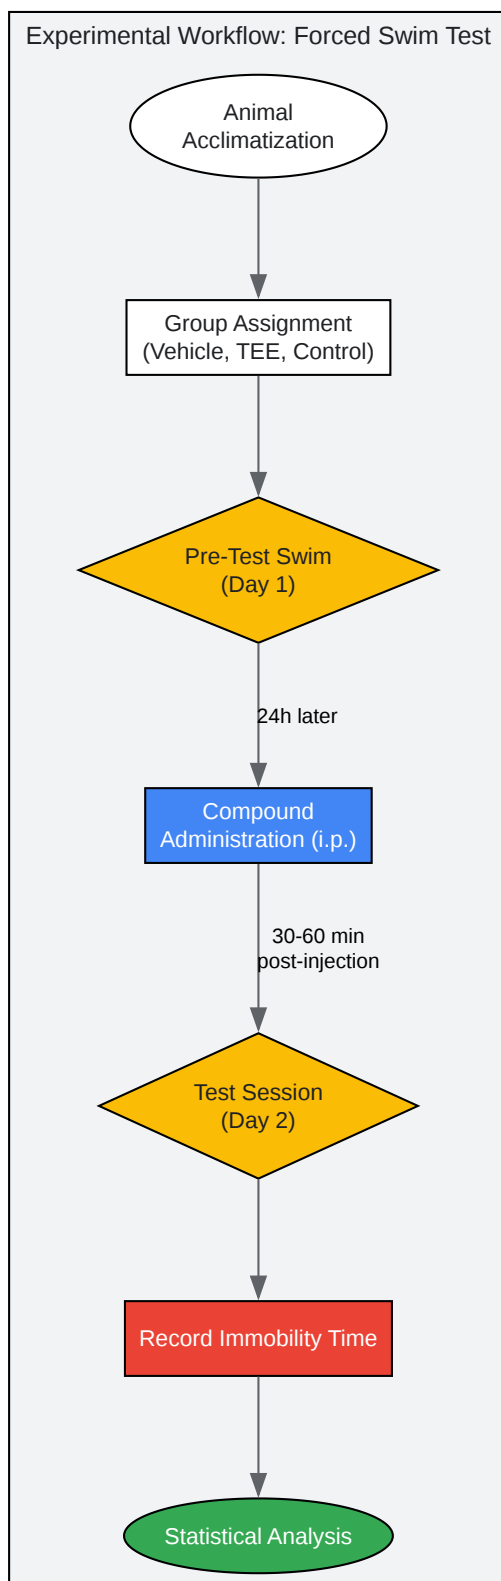 Experimental Workflow: Forced Swim Test
Animal
Acclimatization
Group Assignment
(Vehicle, TEE, Control)
Pre-Test Swim
(Day 1)
24h later
Compound
Administration (i.p.)
30-60 min
post-injection
Test Session
(Day 2)
Record Immobility Time
Statistical Analysis